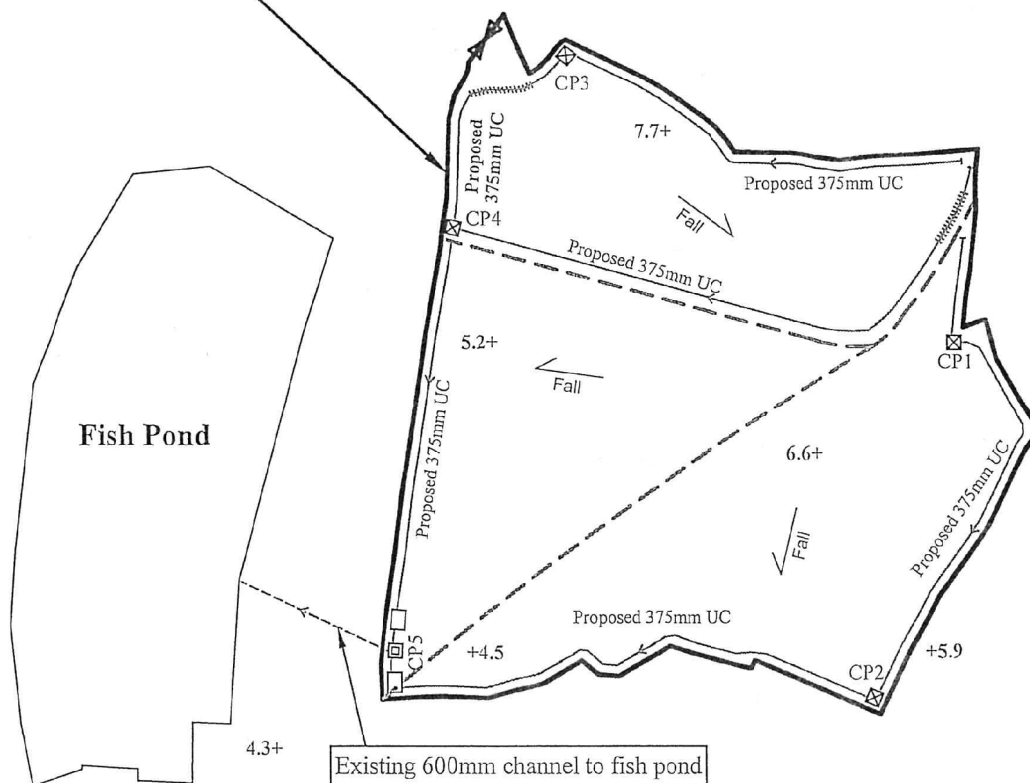 CP3
7.7+
Proposed 375mm UC
Proposed
375mm UC
Fall
CP4
Proposed 375mm UC
5.2+
Fall
CP1
Fish Pond
6.6+
Proposed 375mm UC
Proposed 375mm UC
Fall
Proposed 375mm UC
CP5
+4.5
+5.9
CP2
4.3+
Existing 600mm channel to fish pond